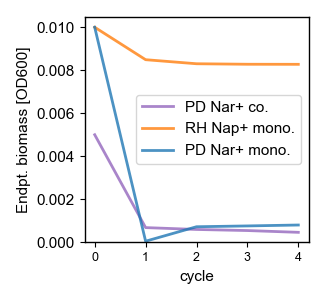 Endpt. biomass [OD600]
0.010
0.008
0.006
0.004
0.002
0.000
PD Nar+ co.
RH Nap+ mono.
PD Nar+ mono.
0 1 2 3 4
cycle